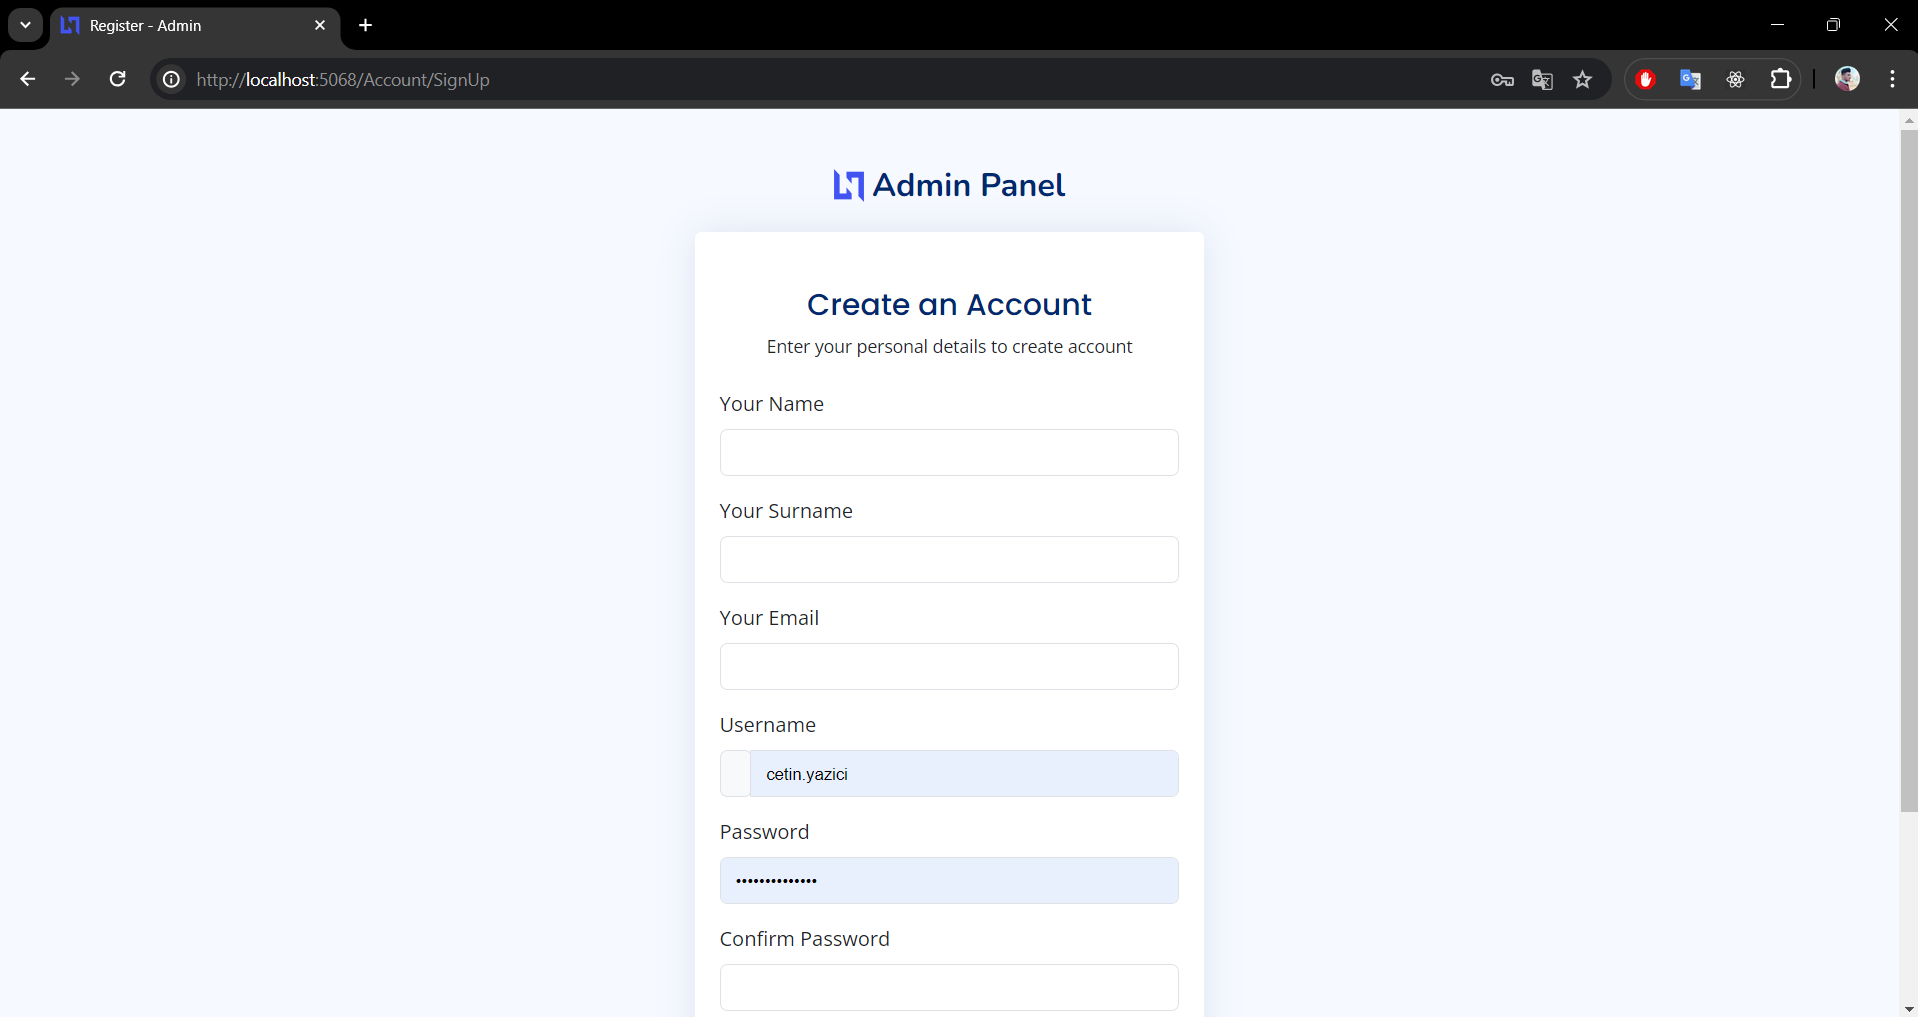 Register - Admin
http://localhost:5068/Account/SignUp
Admin Panel
Create an Account
Enter your personal details to create account
Your Name
Your Surname
Your Email
Username
cetin.yazici
Password
••••••••••••••
Confirm Password